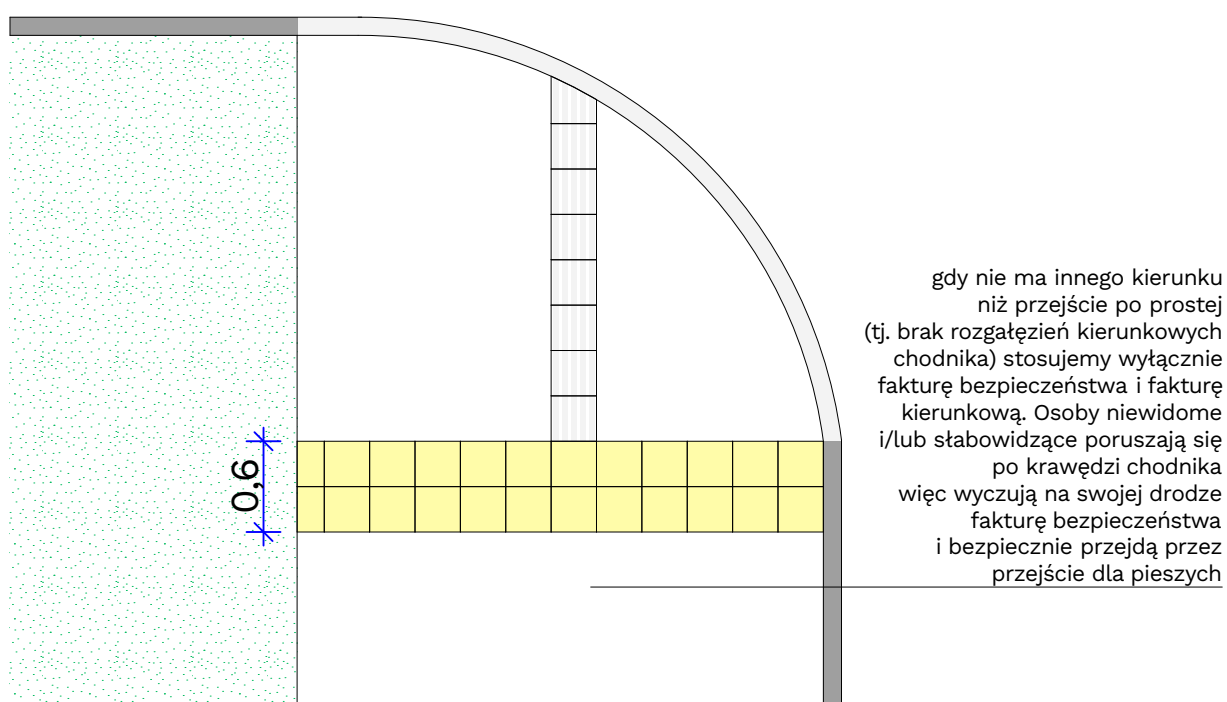 0,6
gdy nie ma innego kierunku
niż przejście po prostej
(tj. brak rozgałęzień kierunkowych
chodnika) stosujemy wyłącznie
fakturę bezpieczeństwa i fakturę
kierunkową. Osoby niewidome
i/lub słabowidzące poruszają się
po krawędzi chodnika
więc wyczują na swojej drodze
fakturę bezpieczeństwa
i bezpiecznie przejdą przez
przejście dla pieszych